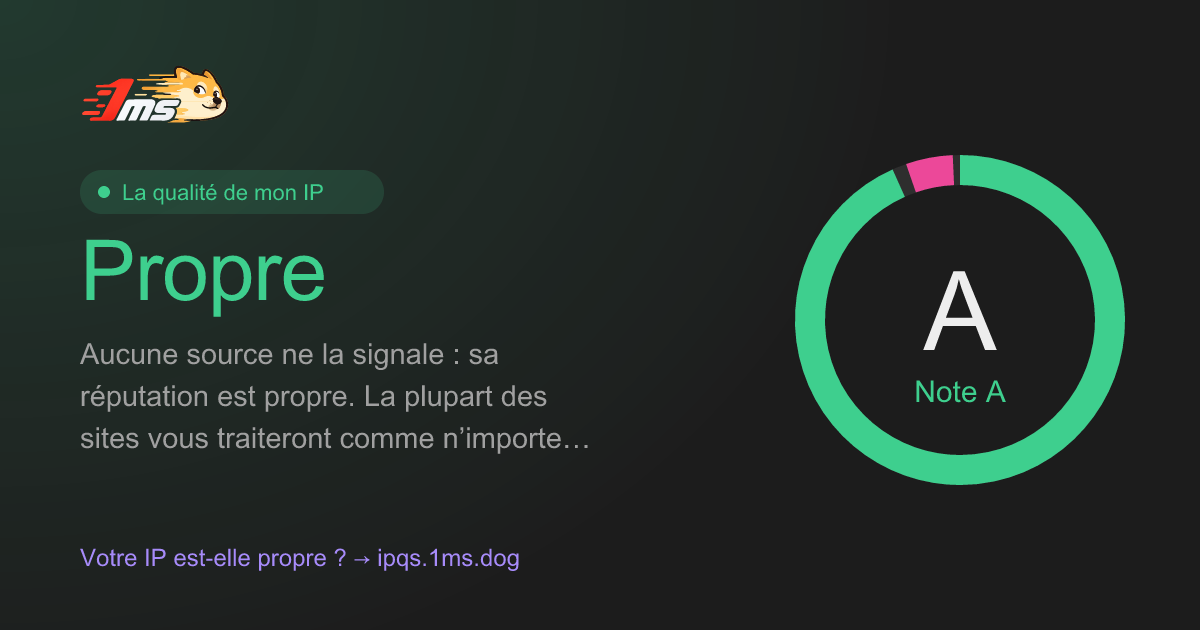 1ms
La qualité de mon IP
Propre
Aucune source ne la signale : sa
réputation est propre. La plupart des
sites vous traiteront comme n’importe…
Votre IP est-elle propre ? → ipqs.1ms.dog
A
Note A